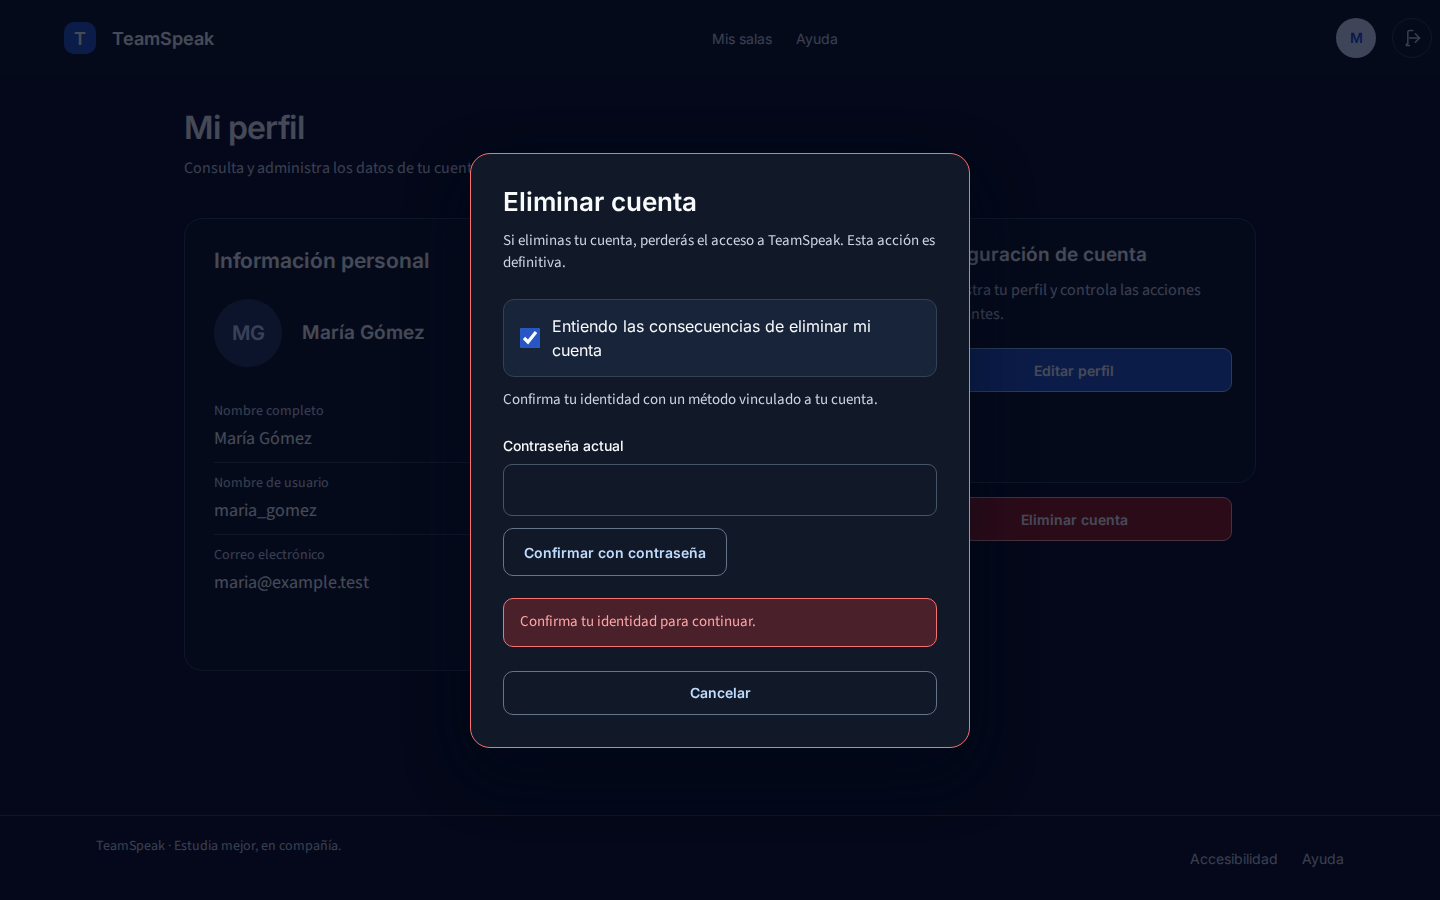 T TeamSpeak
Mis salas Ayuda
M
Mi perfil
Consulta y administra los datos de tu
Información personal
MG María Gómez
Nombre completo
María Gómez
Nombre de usuario
maria_gomez
Correo electrónico
maria@example.test
Eliminar cuenta
Si eliminas tu cuenta, perderás el acceso a TeamSpeak. Esta acción es
definitiva.
Entiendo las consecuencias de eliminar mi
cuenta
Confirma tu identidad con un método vinculado a tu cuenta.
Contraseña actual
Confirmar con contraseña
Confirma tu identidad para continuar.
Cancelar
de cuenta
tu perfil y controla las acciones
Editar perfil
Eliminar cuenta
TeamSpeak · Estudia mejor, en compañía.
Accesibilidad Ayuda